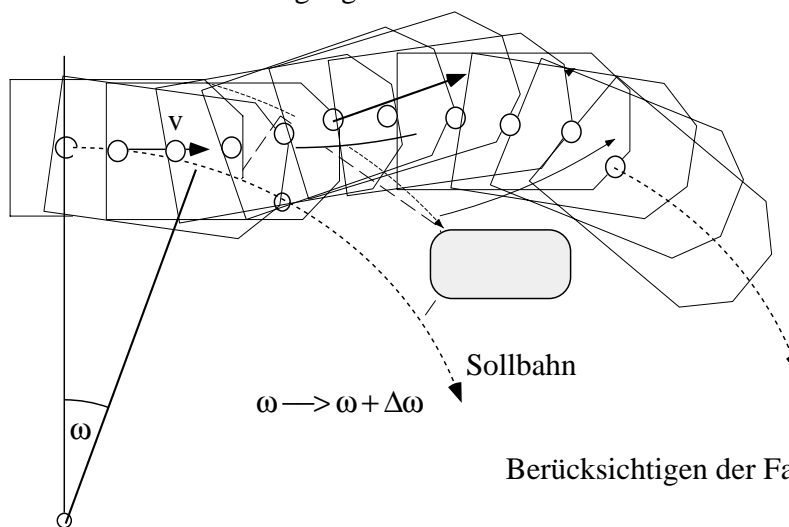 v
Sollbahn
ω —> ω + Δω
ω
Berücksichtigen der Fa